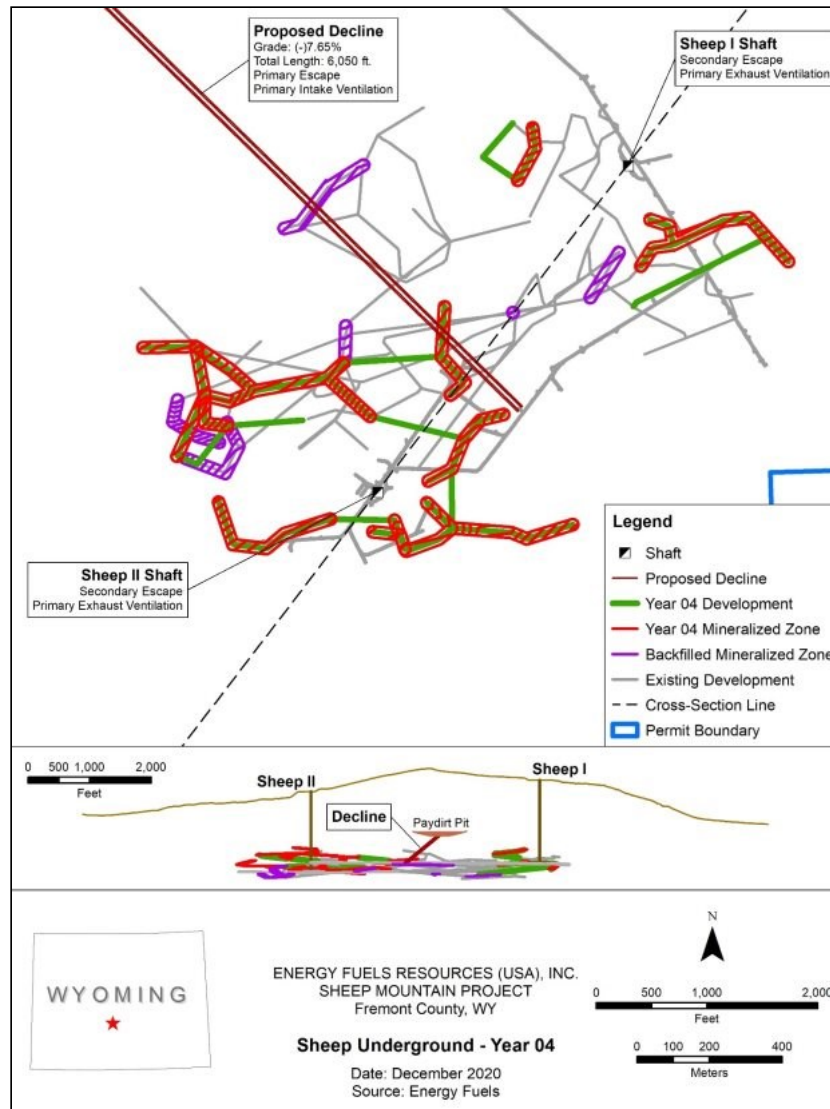 Proposed Decline
Grade: (-)7.65%
Total Length: 6,050 ft.
Primary Escape
Primary Intake Ventilation
Sheep I Shaft
Secondary Escape
Primary Exhaust Ventilation
Sheep II Shaft
Secondary Escape
Primary Exhaust Ventilation
Legend
Shaft
Proposed Decline
Year 04 Development
Year 04 Mineralized Zone
Backfilled Mineralized Zone
Existing Development
Cross-Section Line
Permit Boundary
0 500 1,000 2,000
Feet
Sheep II
Sheep I
Decline
Paydirt Pit
WYOMING
ENERGY FUELS RESOURCES (USA), INC.
SHEEP MOUNTAIN PROJECT
Fremont County, WY
Sheep Underground - Year 04
Date: December 2020
Source: Energy Fuels
N
0 500 1,000 2,000
Feet
0 100 200 400
Meters